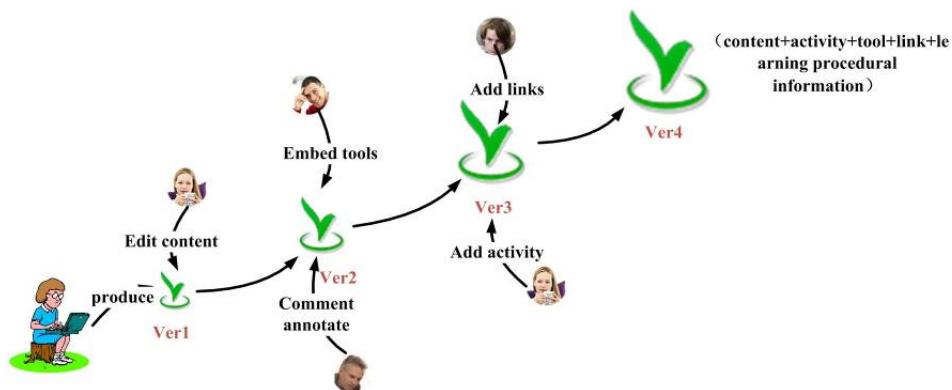 （content+activity+tool+link+le
arning procedural
information）
Add links
Ver4
Embed tools
Ver3
Edit content
Add activity
Ver2
produce
Comment
annotate
Ver1